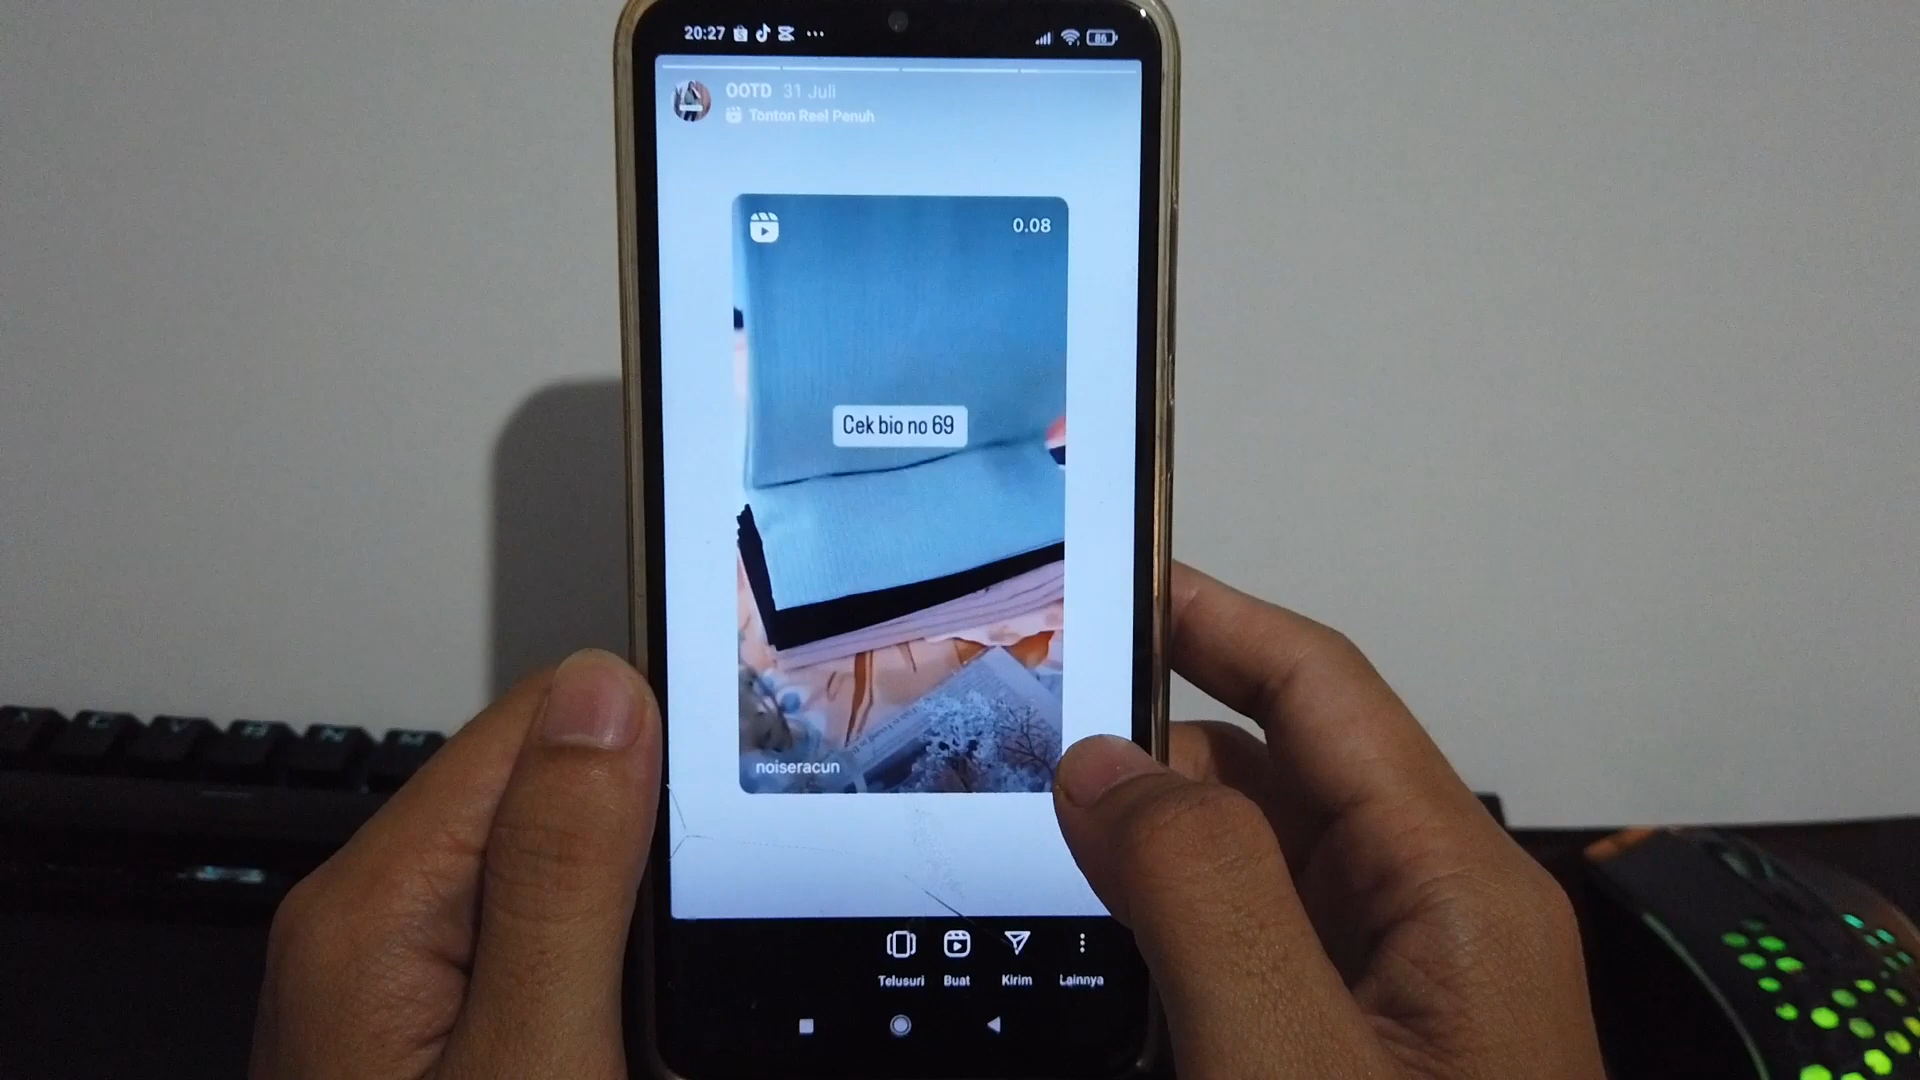 20:27
86
OOTD 31 Juli
Tonton Reel Penuh
0.08
Cek bio no 69
noiseracun
Telusuri Buat Kirim Lainnya
X C V B N M